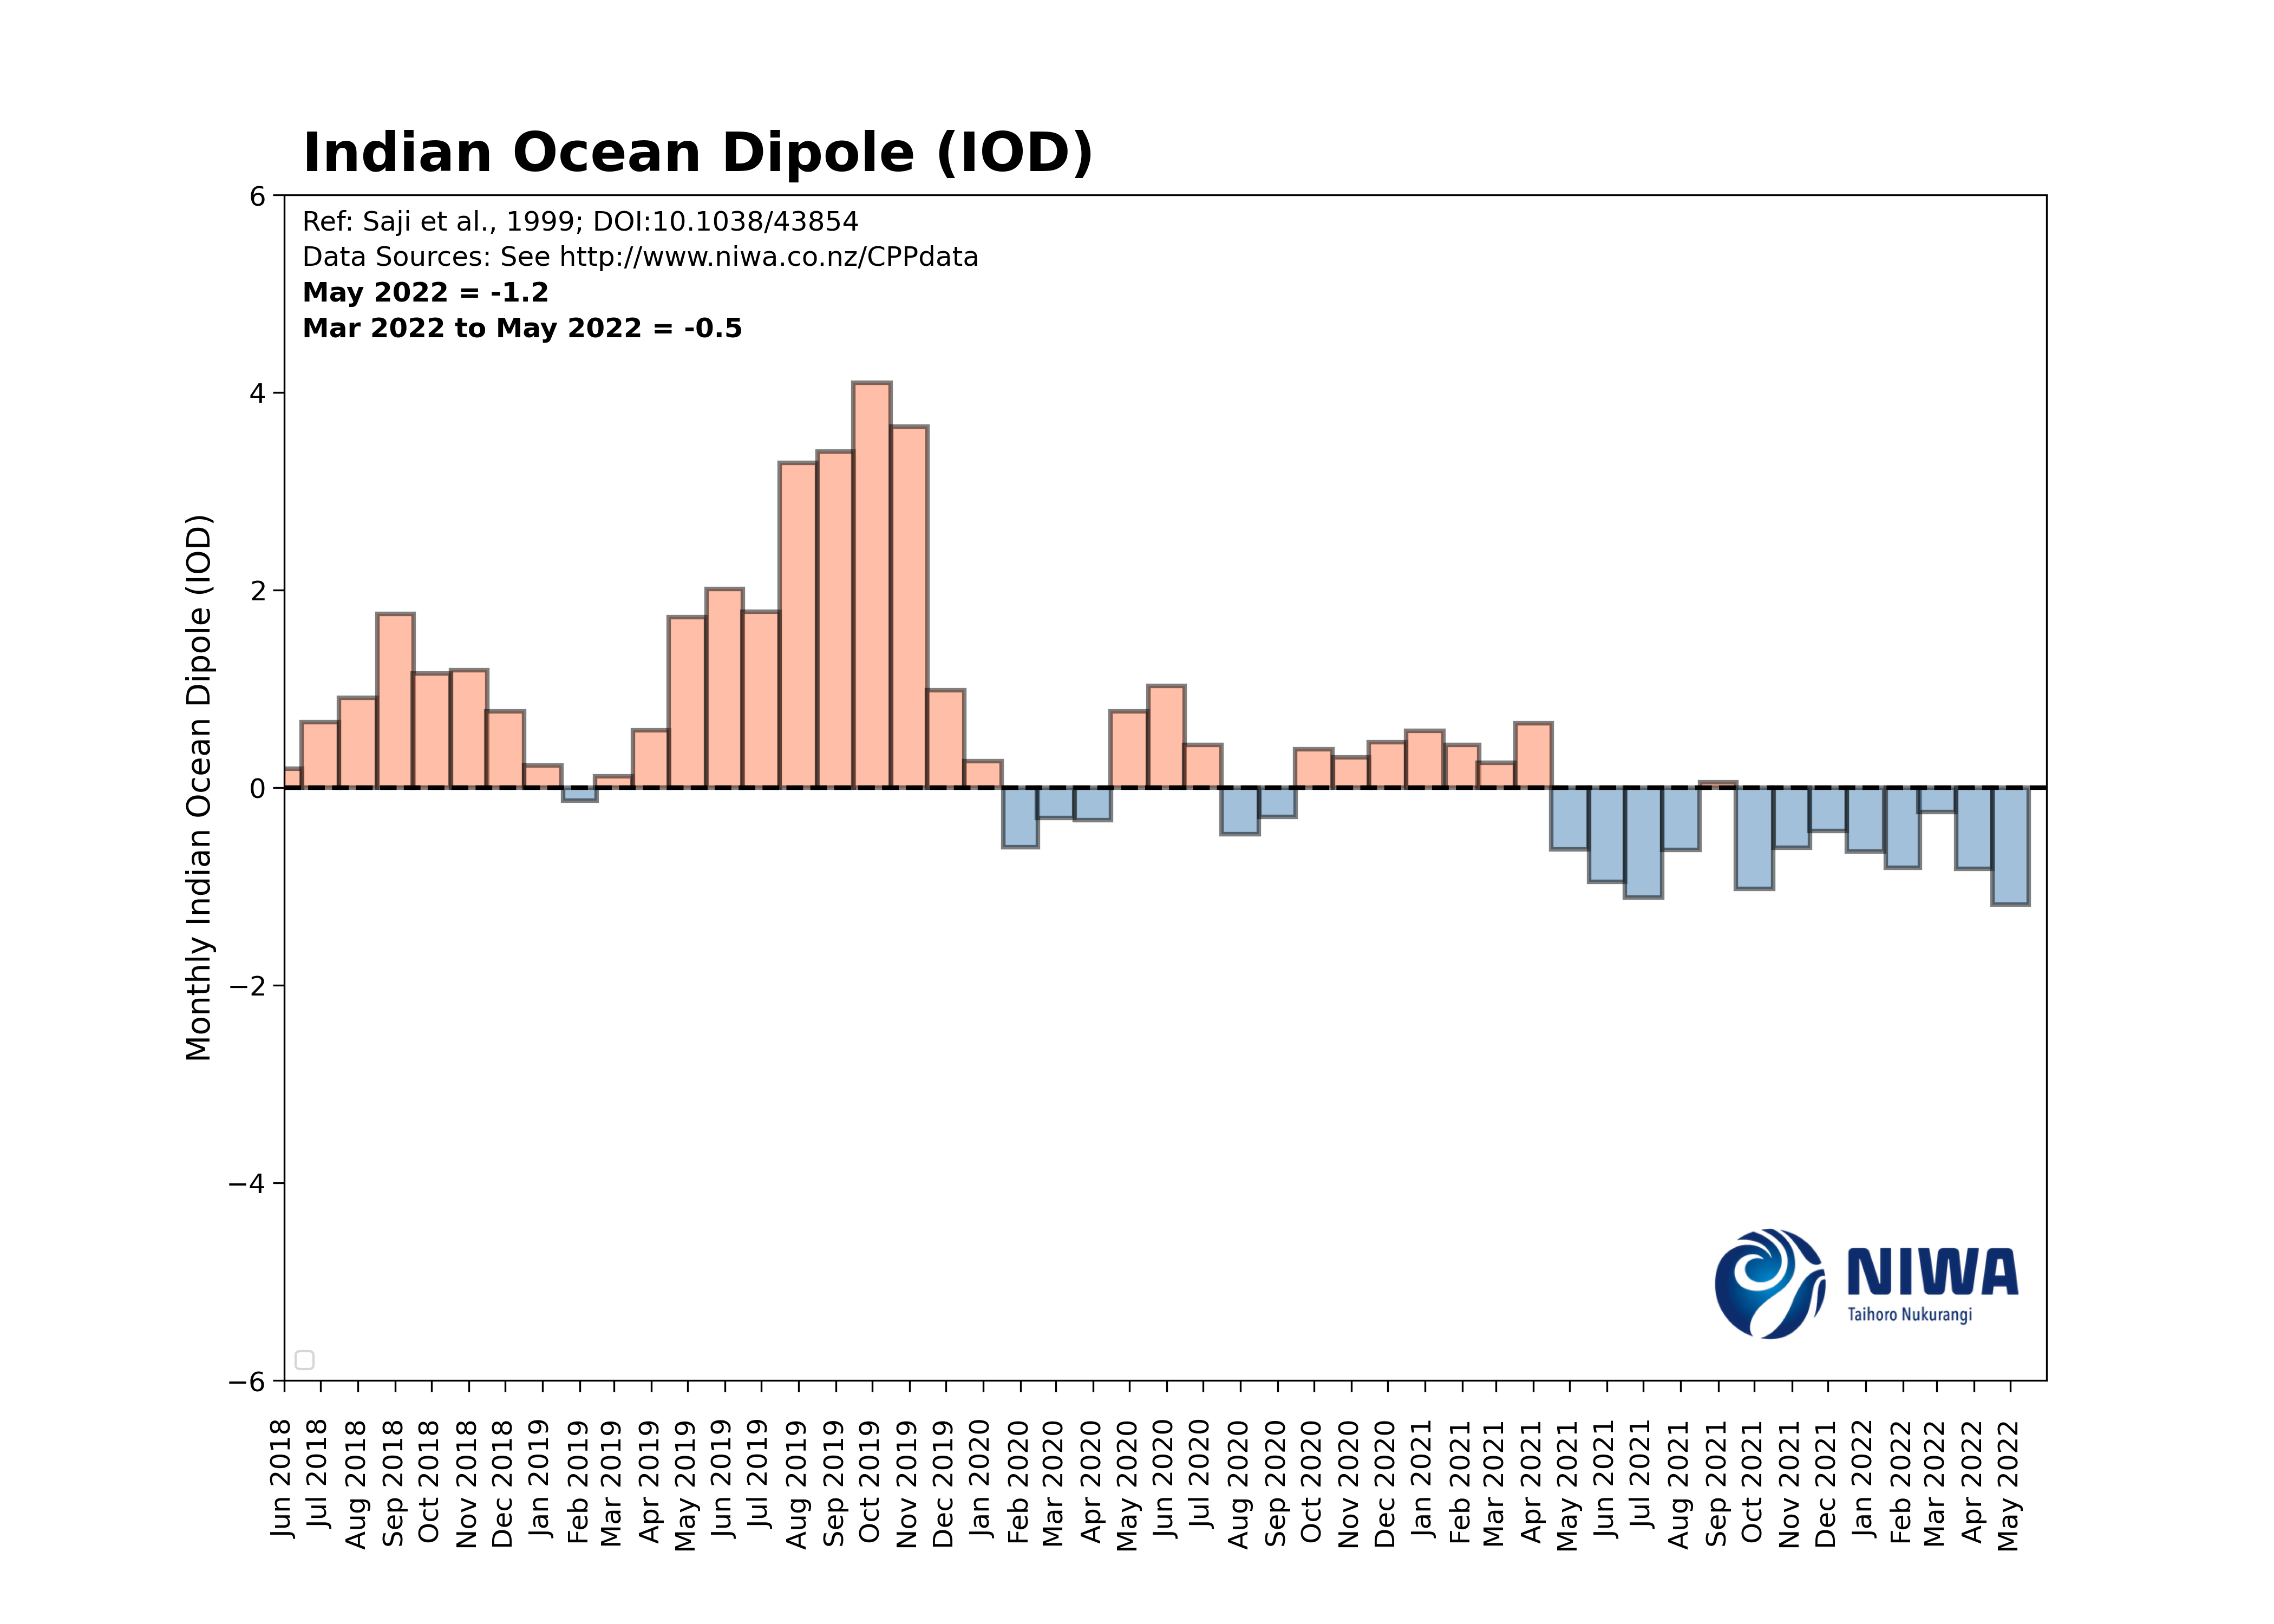 Indian Ocean Dipole (IOD)
Ref: Saji et al., 1999; DOI:10.1038/43854
Data Sources: See http://www.niwa.co.nz/CPPdata
May 2022 = -1.2
Mar 2022 to May 2022 = -0.5
Monthly Indian Ocean Dipole (IOD)
6
4
2
0
−2
−4
−6
NIWA
Taihoro Nukurangi
Jun 2018
Jul 2018
Aug 2018
Sep 2018
Oct 2018
Nov 2018
Dec 2018
Jan 2019
Feb 2019
Mar 2019
Apr 2019
May 2019
Jun 2019
Jul 2019
Aug 2019
Sep 2019
Oct 2019
Nov 2019
Dec 2019
Jan 2020
Feb 2020
Mar 2020
Apr 2020
May 2020
Jun 2020
Jul 2020
Aug 2020
Sep 2020
Oct 2020
Nov 2020
Dec 2020
Jan 2021
Feb 2021
Mar 2021
Apr 2021
May 2021
Jun 2021
Jul 2021
Aug 2021
Sep 2021
Oct 2021
Nov 2021
Dec 2021
Jan 2022
Feb 2022
Mar 2022
Apr 2022
May 2022